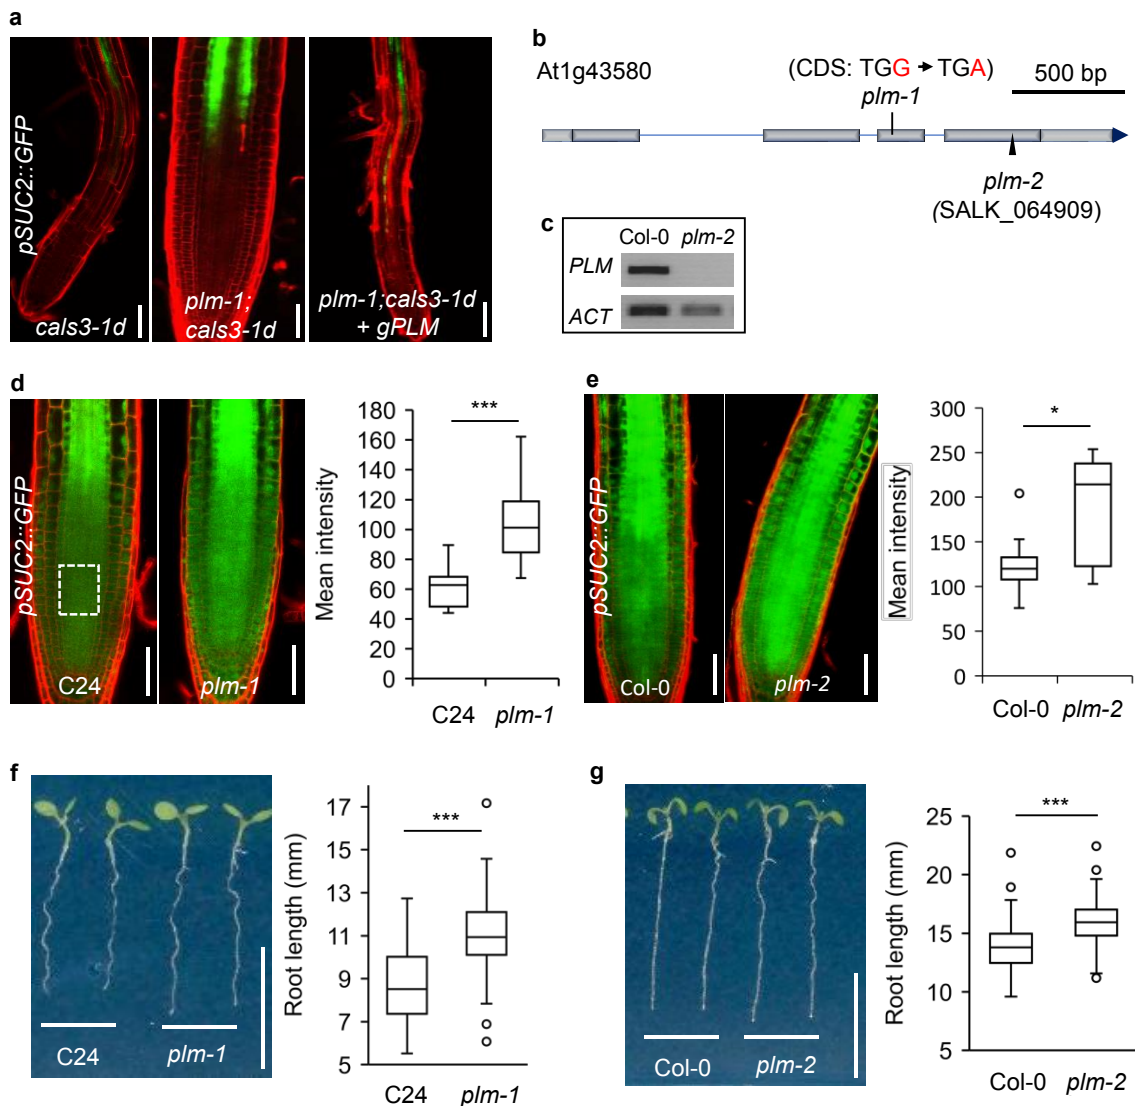 a
pSUC2::GFP
cals3-1d
plm-1;
cals3-1d
plm-1;cals3-1d
+ gPLM
b
At1g43580
(CDS: TGG → TGA)
plm-1
500 bp
plm-2
(SALK_064909)
c
Col-0 plm-2
PLM
ACT
d
pSUC2::GFP
C24
plm-1
Mean intensity
180
160
140
120
100
80
60
40
20
0
***
C24 plm-1
e
pSUC2::GFP
Col-0
plm-2
Mean intensity
300
250
200
150
100
50
0
*
Col-0 plm-2
f
C24
plm-1
Root length (mm)
17
15
13
11
9
7
5
***
C24 plm-1
g
Col-0
plm-2
Root length (mm)
25
20
15
10
5
***
Col-0 plm-2